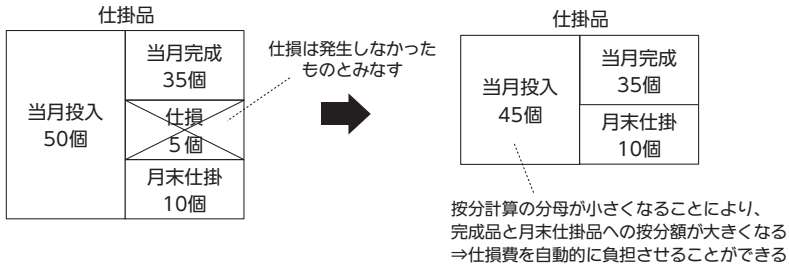 仕掛品
当月投入
50個
当月完成
35個
仕損
5個
月末仕掛
10個
仕損は発生しなかった
ものとみなす
仕掛品
当月投入
45個
当月完成
35個
月末仕掛
10個
按分計算の分母が小さくなることにより、
完成品と月末仕掛品への按分額が大きくなる
⇒仕損費を自動的に負担させることができる